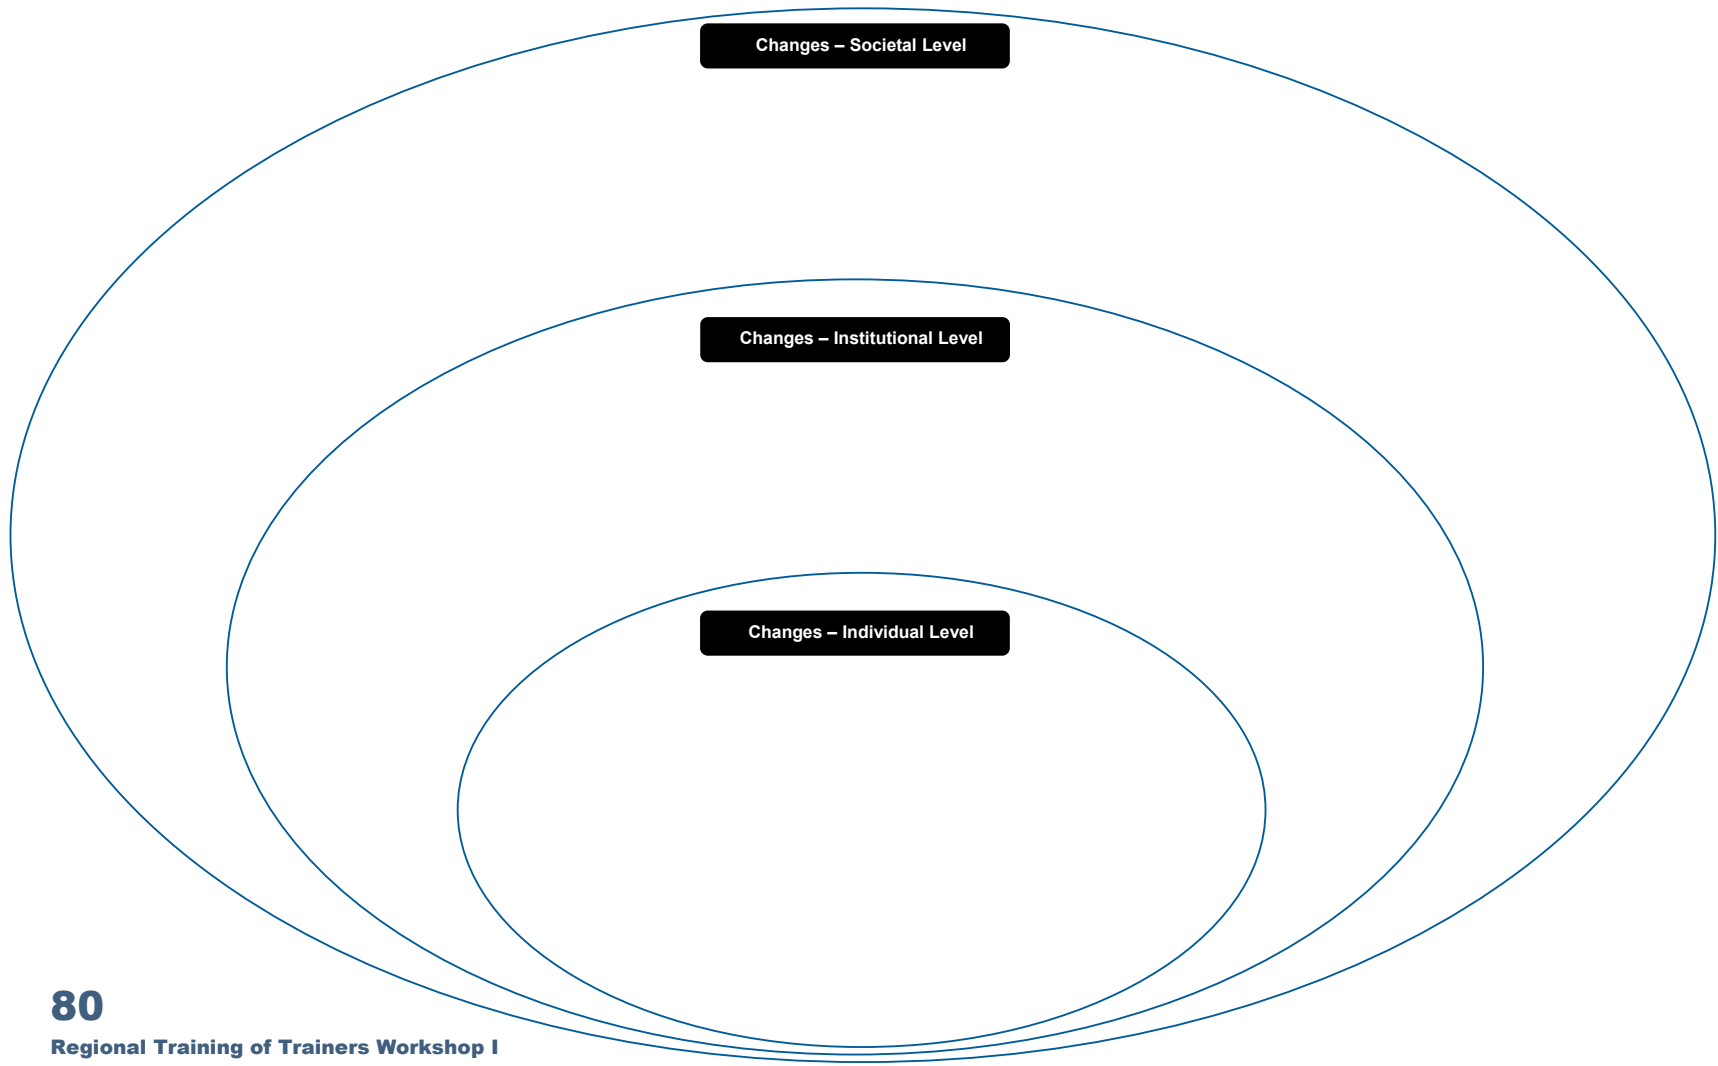 Changes – Societal Level
Changes – Institutional Level
Changes – Individual Level
80
Regional Training of Trainers Workshop I